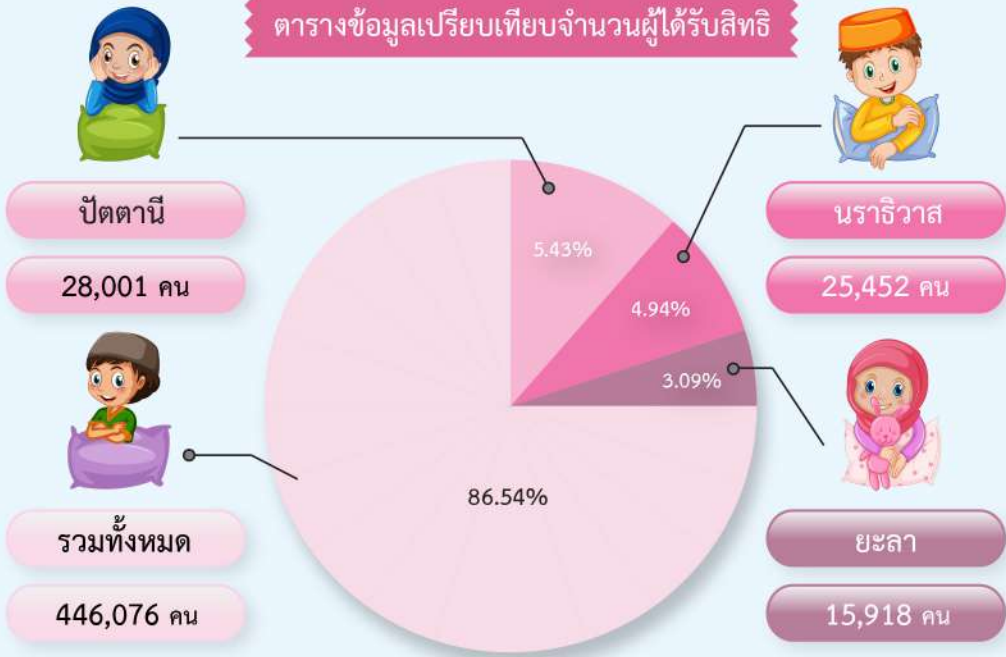 ตารางข้อมูลเปรียบเทียบจำนวนผู้ได้รับสิทธิ
ปัตตานี
28,001 คน
นราธิวาส
25,452 คน
5.43%
4.94%
3.09%
86.54%
รวมทั้งหมด
446,076 คน
ยะลา
15,918 คน